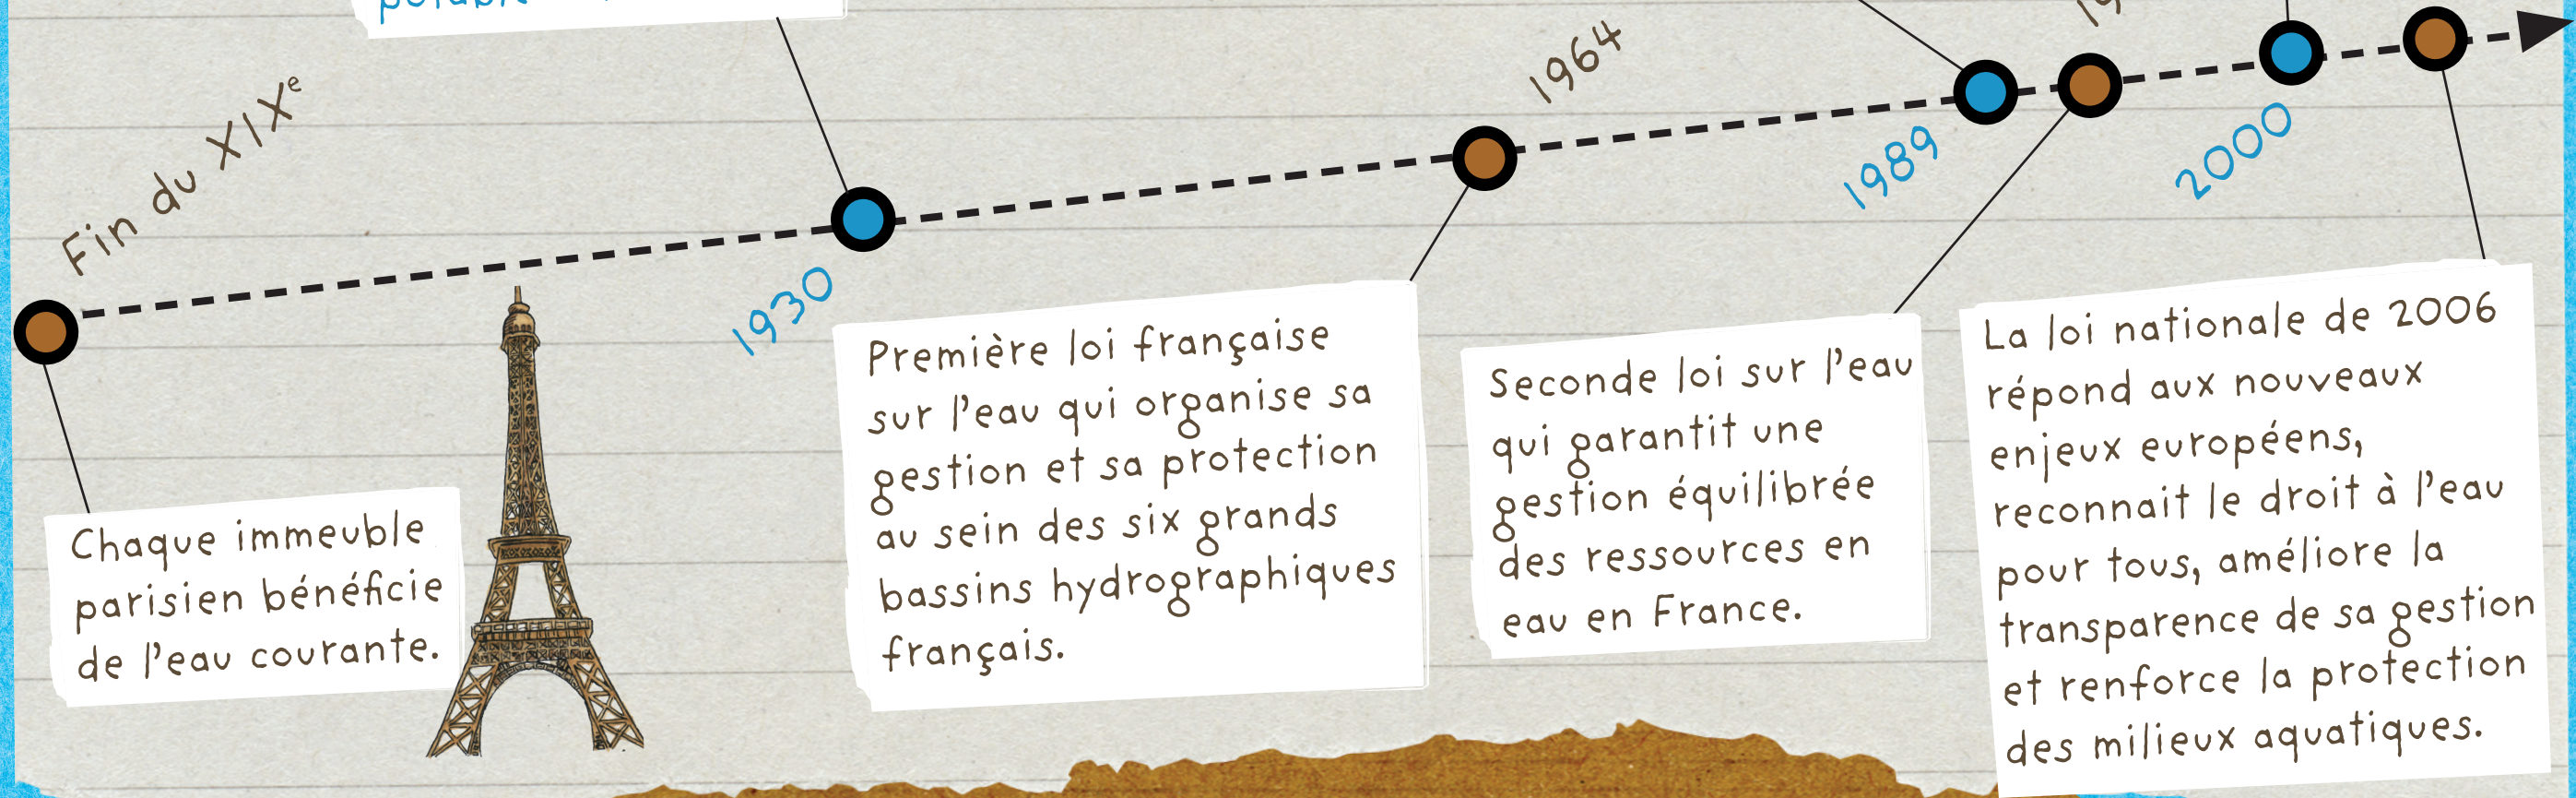 Fin du XIXe
1930
1964
1989
2000
Chaque immeuble
parisien bénéficie
de l'eau courante.
Première loi française
sur l'eau qui organise sa
gestion et sa protection
au sein des six grands
bassins hydrographiques
français.
Seconde loi sur l'eau
qui garantit une
gestion équilibrée
des ressources en
eau en France.
La loi nationale de 2006
répond aux nouveaux
enjeux européens,
reconnait le droit à l'eau
pour tous, améliore la
transparence de sa gestion
et renforce la protection
des milieux aquatiques.